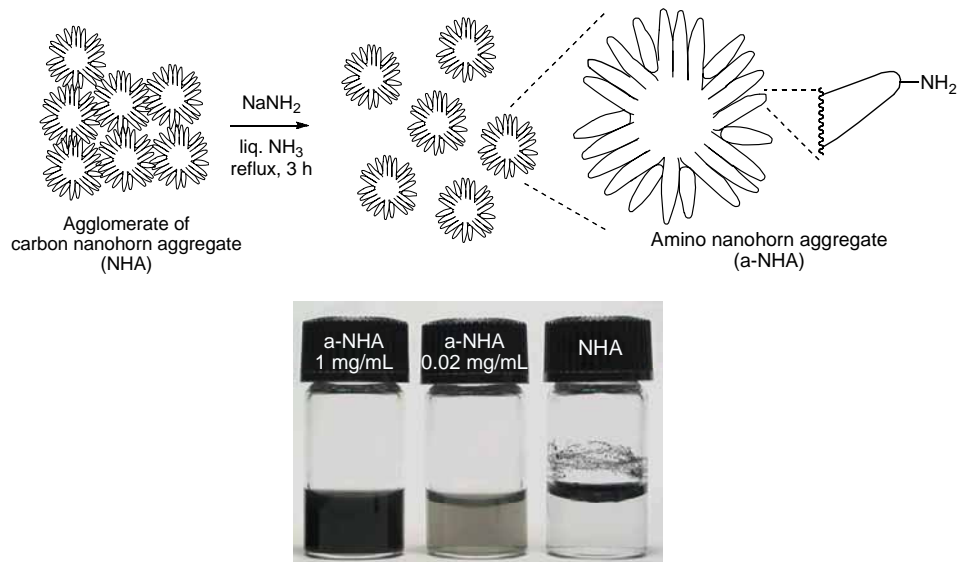 NaNH₂
liq. NH₃
reflux, 3 h
NH₂
Agglomerate of
carbon nanohorn aggregate
(NHA)
Amino nanohorn aggregate
(a-NHA)
a-NHA
1 mg/mL
a-NHA
0.02 mg/mL
NHA